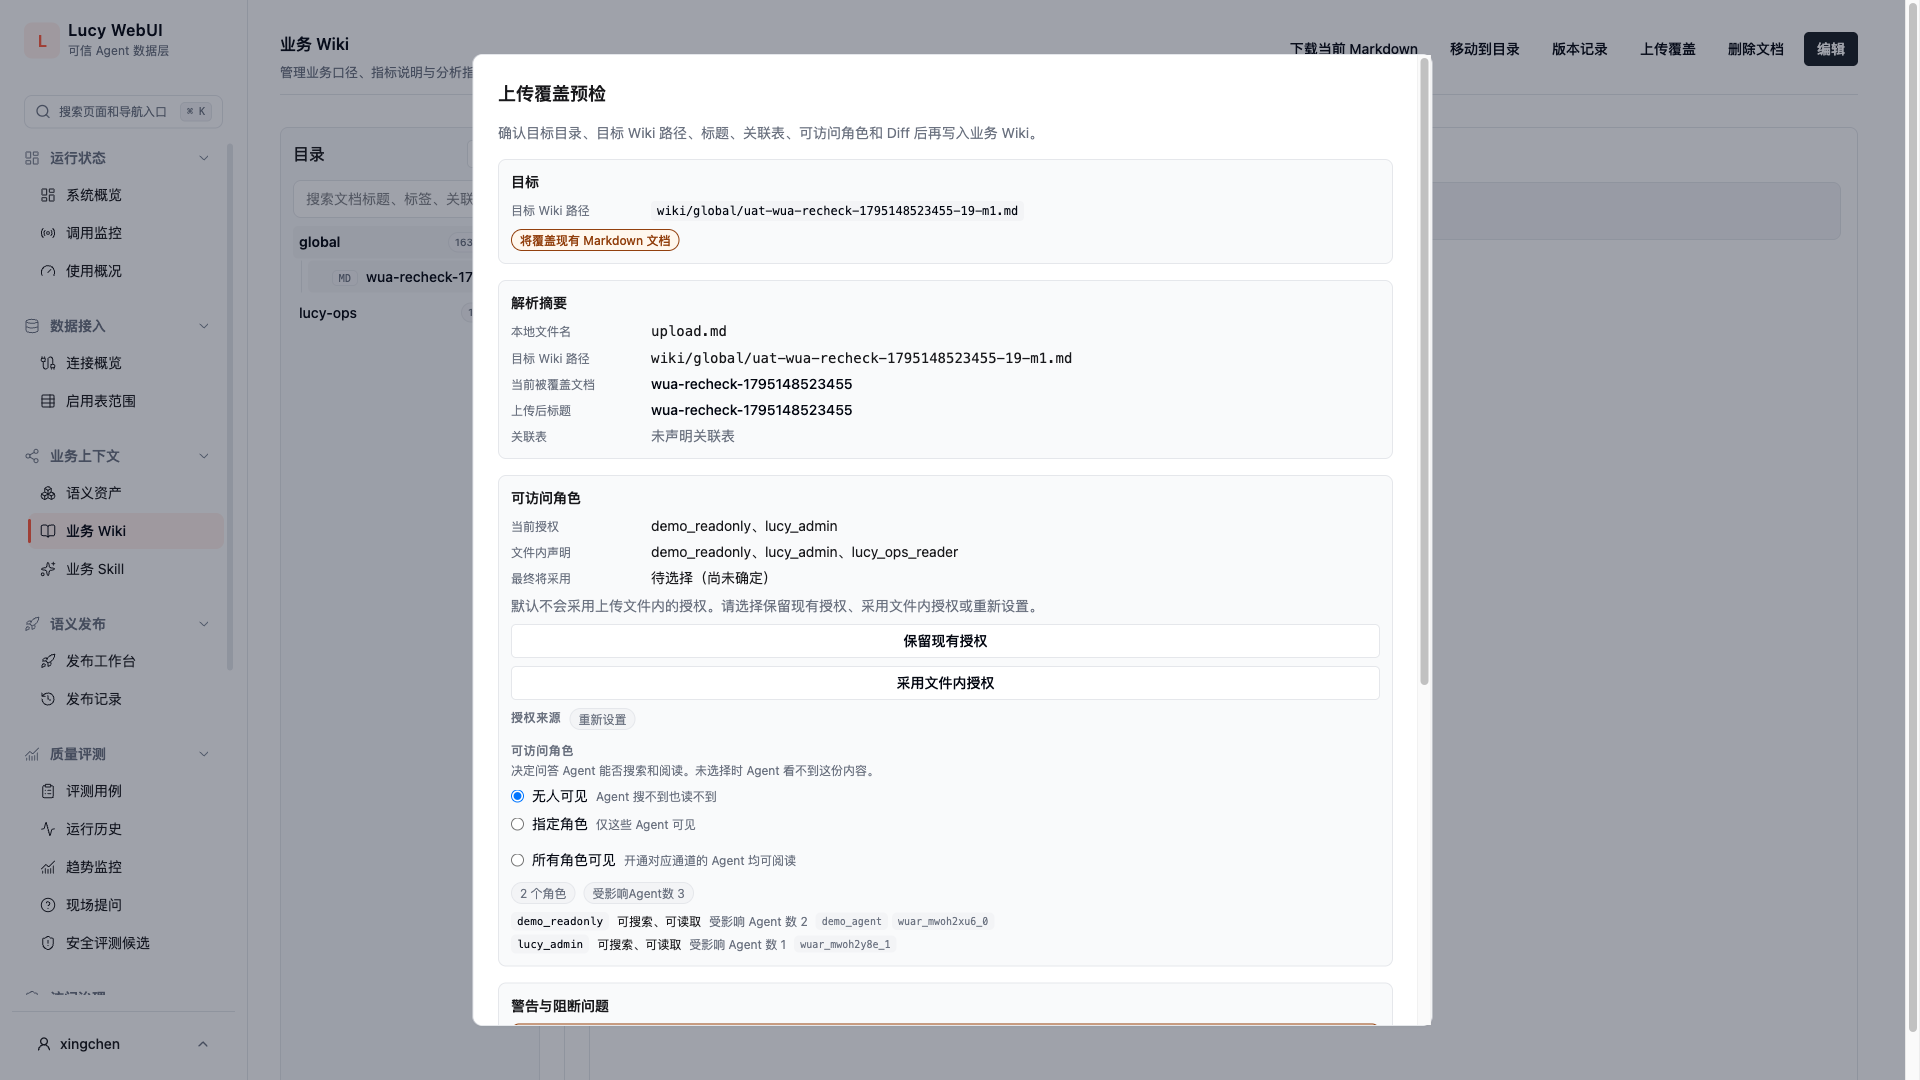 L
Lucy WebUI
可信 Agent 数据层
搜索页面和导航入口
⌘ K
运行状态
系统概览
调用监控
使用概况
数据接入
连接概览
启用表范围
业务上下文
语义资产
业务 Wiki
业务 Skill
语义发布
发布工作台
发布记录
质量评测
评测用例
运行历史
趋势监控
现场提问
安全评测候选
xingchen
业务 Wiki
管理业务口径、指标说明与分析指
下载当前 Markdown
移动到目录
版本记录
上传覆盖
删除文档
编辑
目录
搜索文档标题、标签、关联
global
163
MD
wua-recheck-17
lucy-ops
上传覆盖预检
确认目标目录、目标 Wiki 路径、标题、关联表、可访问角色和 Diff 后再写入业务 Wiki。
目标
目标 Wiki 路径 wiki/global/uat-wua-recheck-1795148523455-19-m1.md
将覆盖现有 Markdown 文档
解析摘要
本地文件名 upload.md
目标 Wiki 路径 wiki/global/uat-wua-recheck-1795148523455-19-m1.md
当前被覆盖文档 wua-recheck-1795148523455
上传后标题 wua-recheck-1795148523455
关联表 未声明关联表
可访问角色
当前授权 demo_readonly、lucy_admin
文件内声明 demo_readonly、lucy_admin、lucy_ops_reader
最终将采用 待选择（尚未确定）
默认不会采用上传文件内的授权。请选择保留现有授权、采用文件内授权或重新设置。
保留现有授权
采用文件内授权
授权来源 重新设置
可访问角色
决定问答 Agent 能否搜索和阅读。未选择时 Agent 看不到这份内容。
无人可见 Agent 搜不到也读不到
指定角色 仅这些 Agent 可见
所有角色可见 开通对应通道的 Agent 均可阅读
2 个角色 受影响Agent数 3
demo_readonly 可搜索、可读取 受影响 Agent 数 2 demo_agent wuar_mwoh2xu6_0
lucy_admin 可搜索、可读取 受影响 Agent 数 1 wuar_mwoh2y8e_1
警告与阻断问题